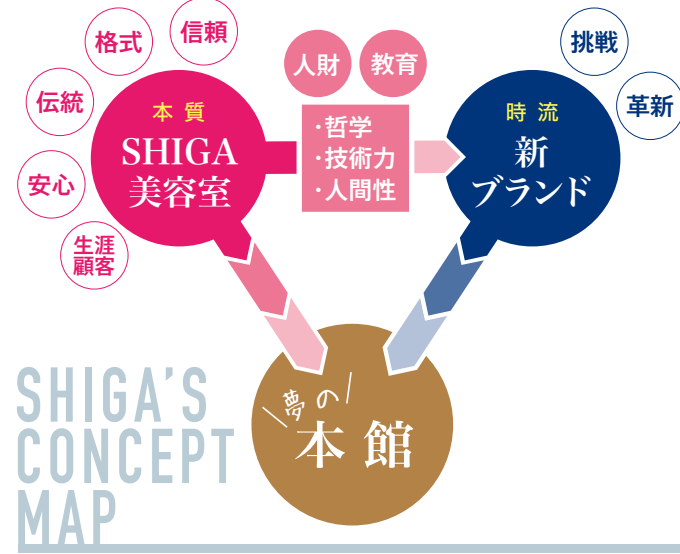 信頼
格式
伝統
安心
生涯
顧客
本質
SHIGA
美容室
人財
教育
・哲学
・技術力
・人間性
挑戦
革新
時流
新
ブランド
夢の
本館
SHIGA'S
CONCEPT
MAP